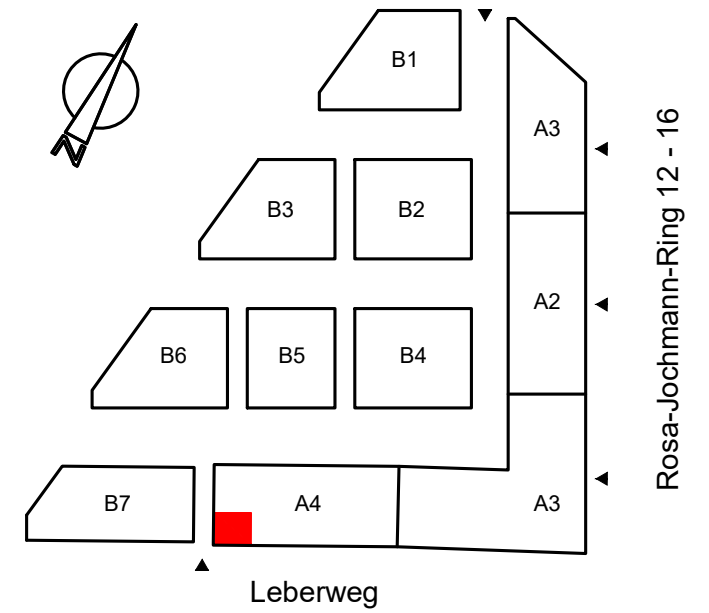 B1
A3
B3
B2
A2
B6
B5
B4
B7
A4
A3
N
Leberweg
Rosa-Jochmann-Ring 12 - 16